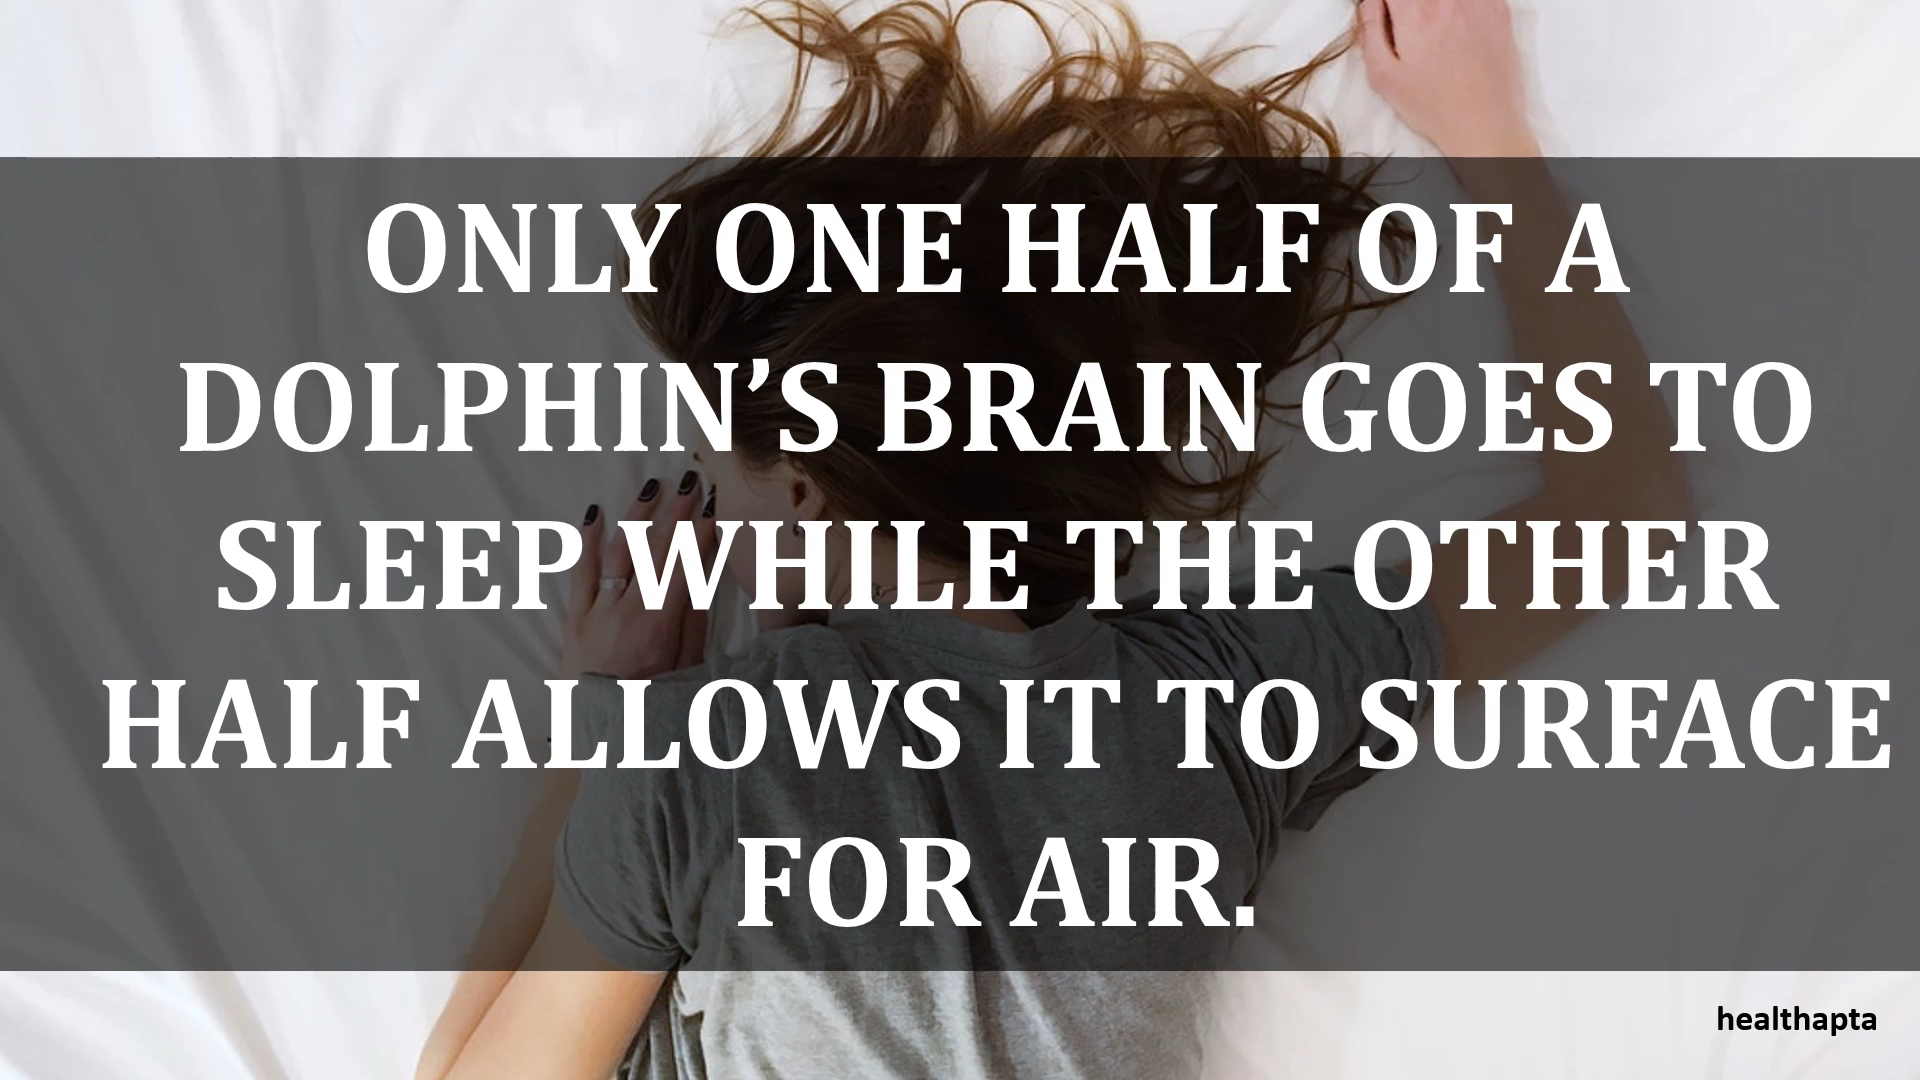 ONLY ONE HALF OF A
DOLPHIN’S BRAIN GOES TO
SLEEP WHILE THE OTHER
HALF ALLOWS IT TO SURFACE
FOR AIR.
healthapta